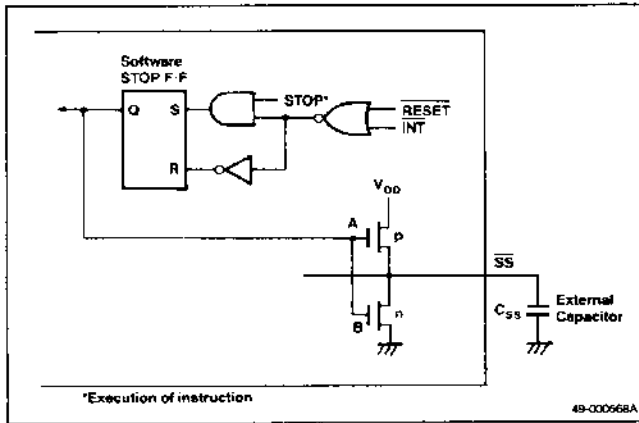 Software
STOP F-F
Q
S
STOP*
RESET
INT
R
V_DD
A
p
SS
B
n
C_SS
External
Capacitor
*Execution of instruction
49-000568A